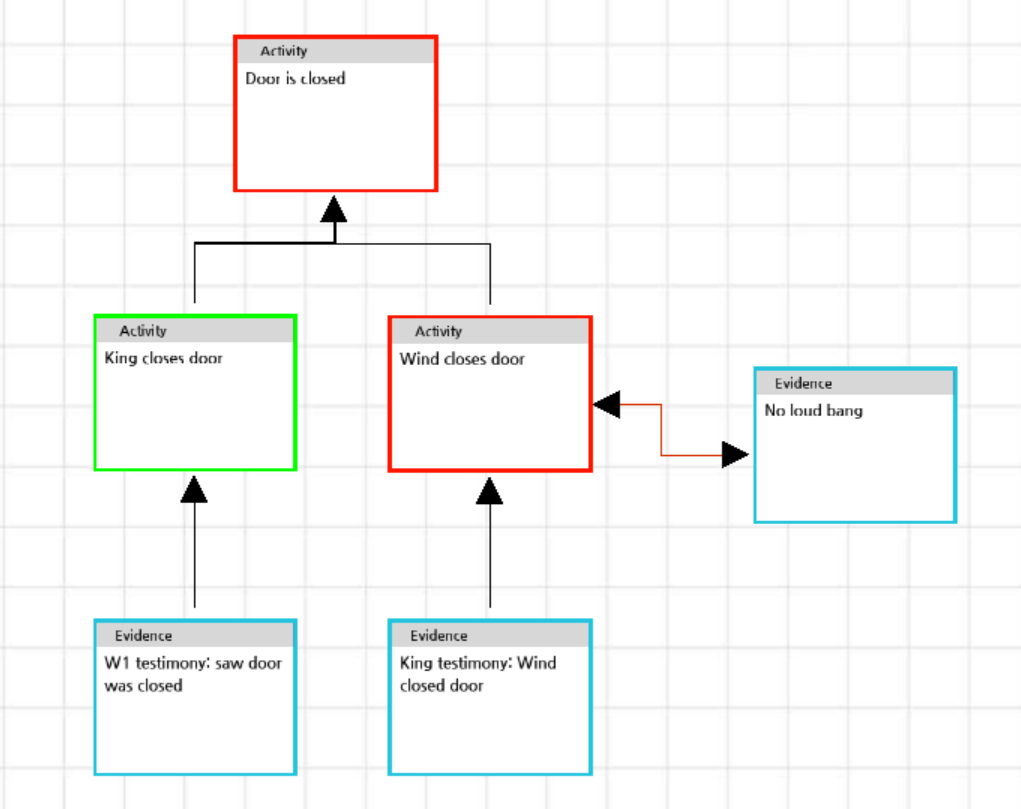 Activity
Door is closed
Activity
King closes door
Activity
Wind closes door
Evidence
No loud bang
Evidence
W1 testimony: saw door
was closed
Evidence
King testimony: Wind
closed door